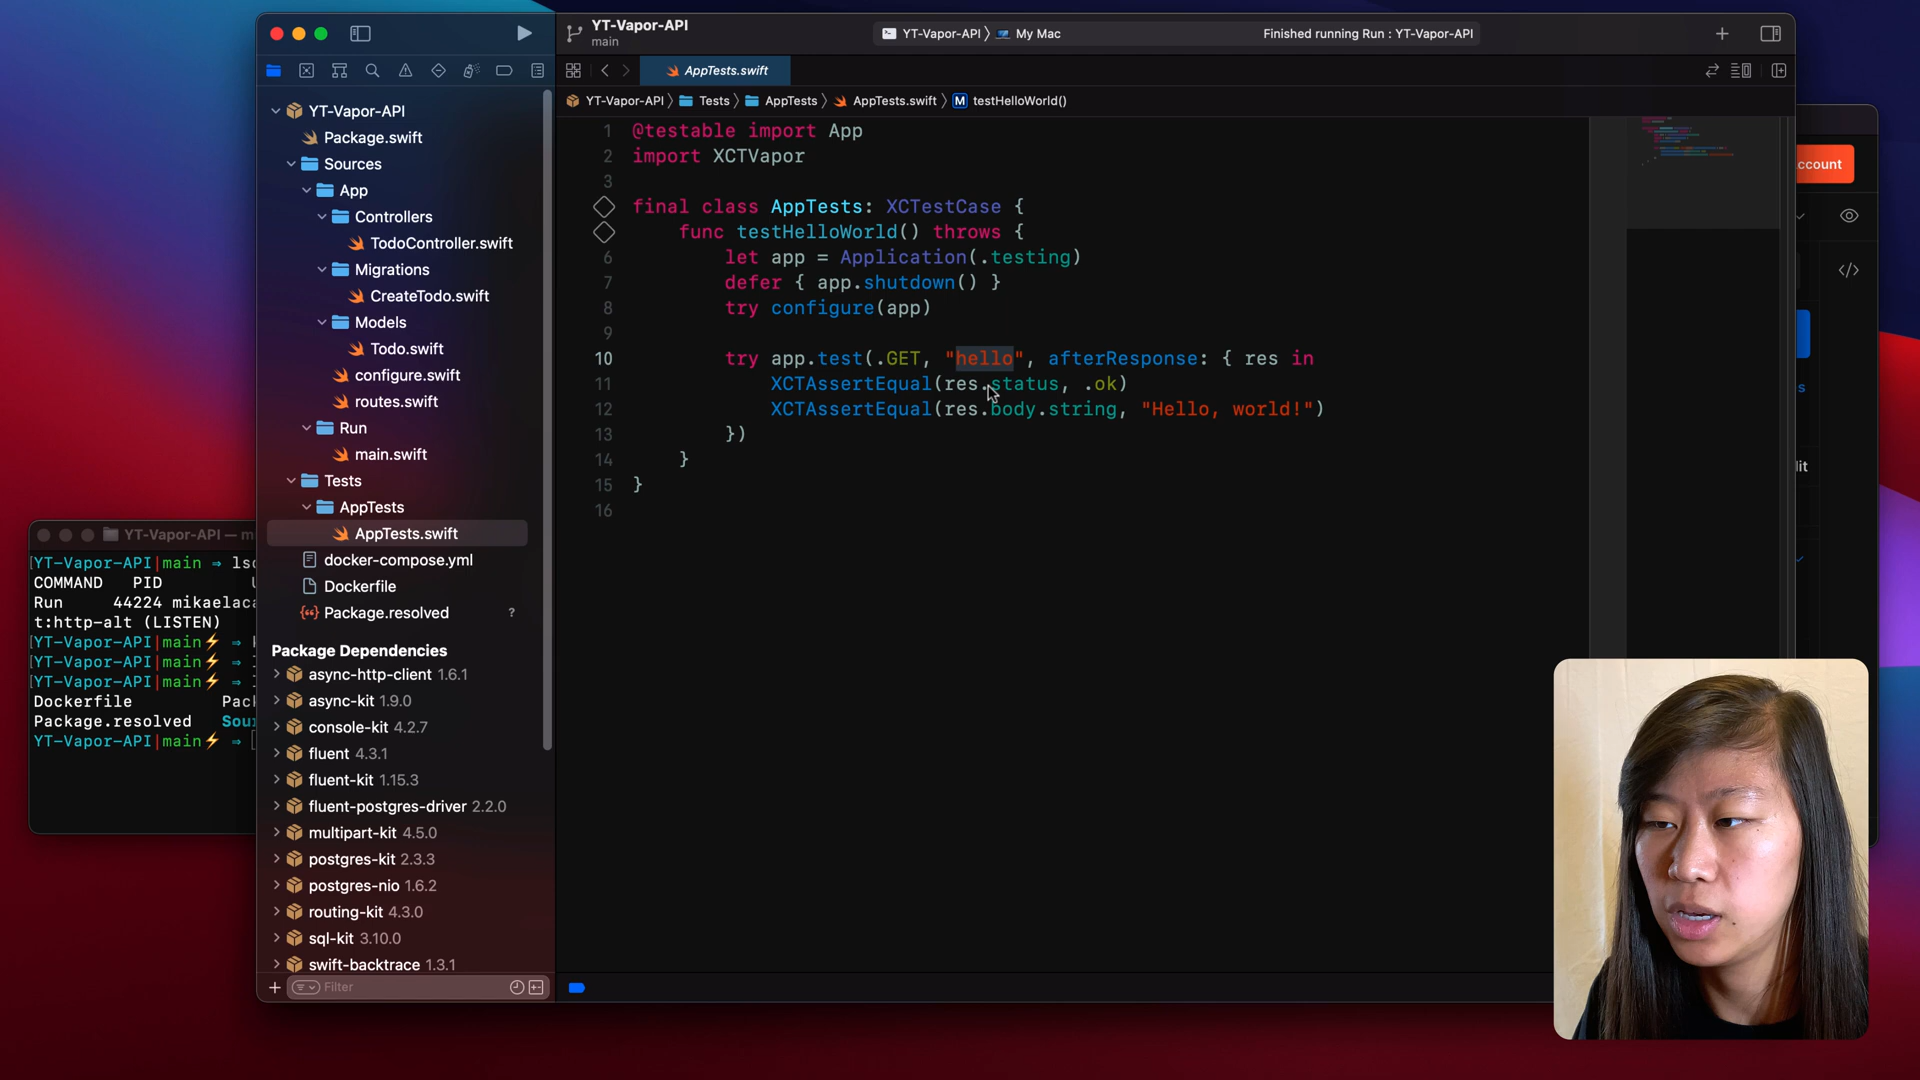 YT-Vapor-API
main
YT-Vapor-API
My Mac
Finished running Run : YT-Vapor-API
AppTests.swift
YT-Vapor-API
Tests
AppTests
AppTests.swift
M testHelloWorld()
YT-Vapor-API
Package.swift
Sources
App
Controllers
TodoController.swift
Migrations
CreateTodo.swift
Models
Todo.swift
configure.swift
routes.swift
Run
main.swift
Tests
AppTests
AppTests.swift
docker-compose.yml
Dockerfile
Package.resolved ?
Package Dependencies
async-http-client 1.6.1
async-kit 1.9.0
console-kit 4.2.7
fluent 4.3.1
fluent-kit 1.15.3
fluent-postgres-driver 2.2.0
multipart-kit 4.5.0
postgres-kit 2.3.3
postgres-nio 1.6.2
routing-kit 4.3.0
sql-kit 3.10.0
swift-backtrace 1.3.1
Filter
1 @testable import App
2 import XCTVapor
3
final class AppTests: XCTestCase {
func testHelloWorld() throws {
6 let app = Application(.testing)
7 defer { app.shutdown() }
8 try configure(app)
9
10 try app.test(.GET, "hello", afterResponse: { res in
11 XCTAssertEqual(res.status, .ok)
12 XCTAssertEqual(res.body.string, "Hello, world!")
13 })
14 }
15 }
16
YT-Vapor-API — m
YT-Vapor-API|main ⇒ lso
COMMAND PID
Run 44224 mikaelaca
t:http-alt (LISTEN)
YT-Vapor-API|main⚡ ⇒
YT-Vapor-API|main⚡ ⇒
YT-Vapor-API|main⚡ ⇒
Dockerfile Pac
Package.resolved Sou
YT-Vapor-API|main⚡ ⇒
ccount
</>
s
lit